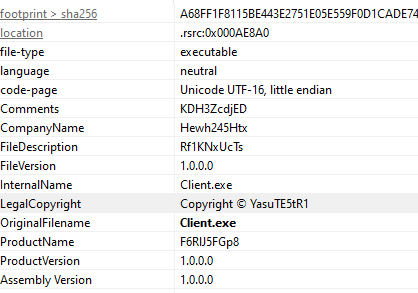 footprint > sha256 A68FF1F8115BE443E2751E05E559F0D1CADE74
location .rsrc:0x000AE8A0
file-type executable
language neutral
code-page Unicode UTF-16, little endian
Comments KDH3ZcdjED
CompanyName Hewh245Htx
FileDescription Rf1KNxUcTs
FileVersion 1.0.0.0
InternalName Client.exe
LegalCopyright Copyright © YasuTE5tR1
OriginalFilename Client.exe
ProductName F6RIJ5FGp8
ProductVersion 1.0.0.0
Assembly Version 1.0.0.0